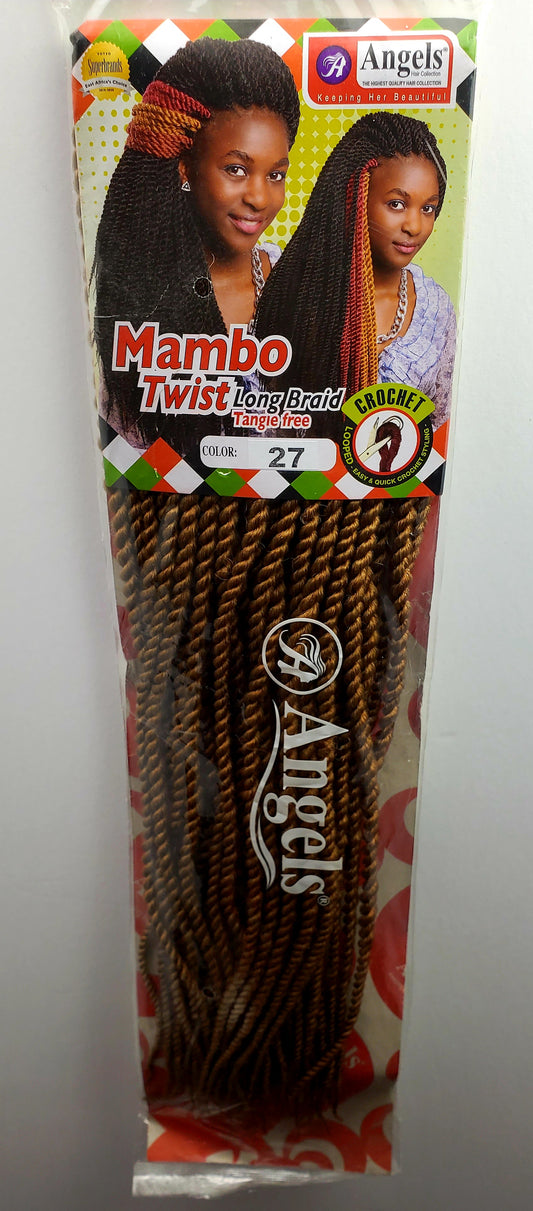 VOTED
Superbrands
East Africa's Choice
A Angels®
Hair Collection
THE HIGHEST QUALITY HAIR COLLECTION
Keeping Her Beautiful
Mambo
Twist Long Braid
Tangle free
CROCHET
LOOPED - EASY & QUICK CROCHET STYLING -
COLOR: 27
A Angels®